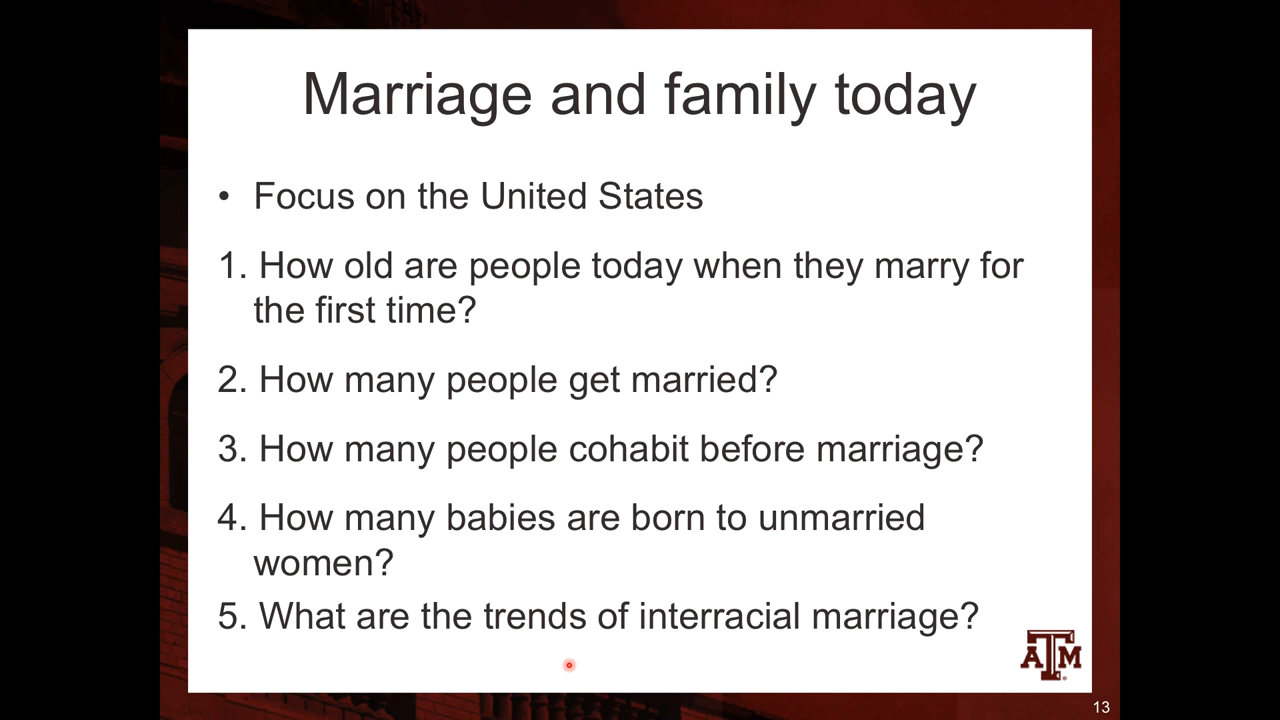 Marriage and family today
• Focus on the United States
1. How old are people today when they marry for
the first time?
2. How many people get married?
3. How many people cohabit before marriage?
4. How many babies are born to unmarried
women?
5. What are the trends of interracial marriage?
ATM
13